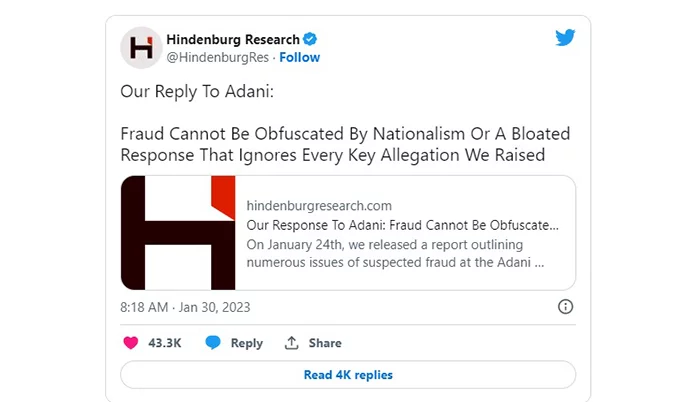 Hindenburg Research
@HindenburgRes · Follow
Our Reply To Adani:
Fraud Cannot Be Obfuscated By Nationalism Or A Bloated
Response That Ignores Every Key Allegation We Raised
hindenburgresearch.com
Our Response To Adani: Fraud Cannot Be Obfuscate...
On January 24th, we released a report outlining
numerous issues of suspected fraud at the Adani ...
8:18 AM · Jan 30, 2023
43.3K Reply Share
Read 4K replies